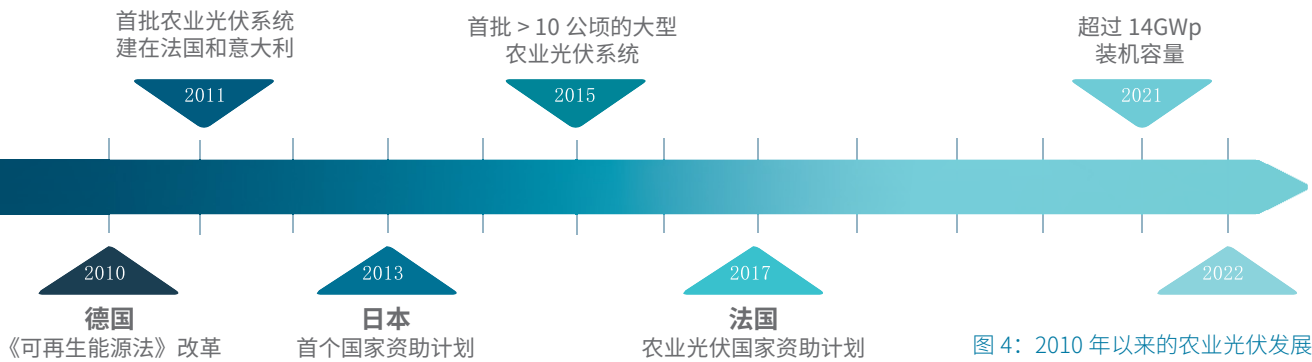 首批农业光伏系统
建在法国和意大利
2011
首批 > 10 公顷的大型
农业光伏系统
2015
超过 14GWp
装机容量
2021
2010
德国
《可再生能源法》改革
2013
日本
首个国家资助计划
2017
法国
农业光伏国家资助计划
2022
图 4：2010 年以来的农业光伏发展